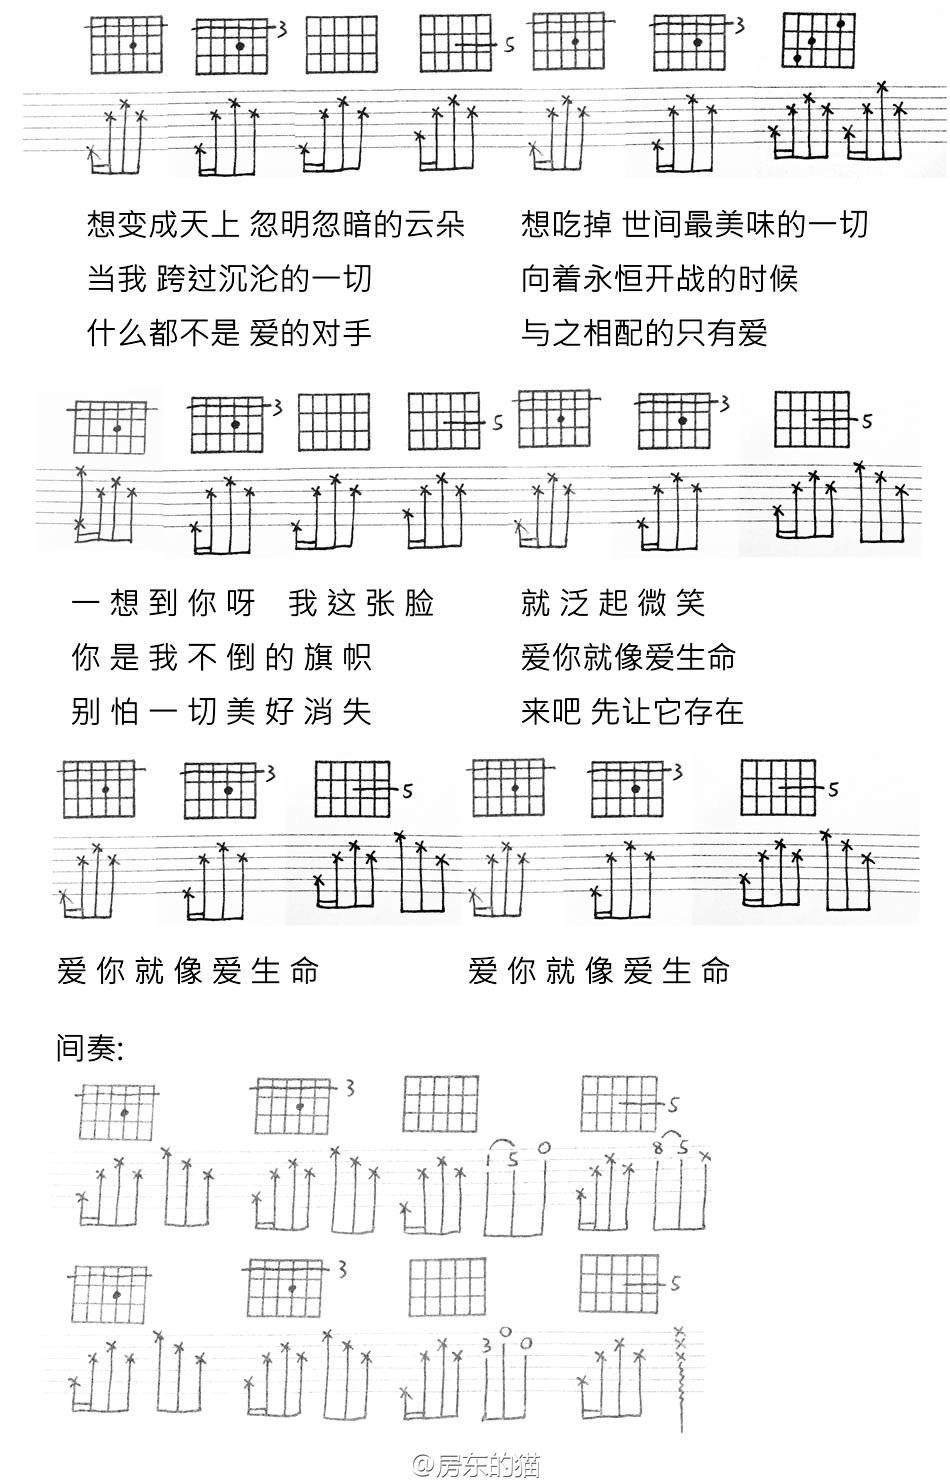 3 5 3
想变成天上 忽明忽暗的云朵 想吃掉 世间最美味的一切
当我 跨过沉沦的一切 向着永恒开战的时候
什么都不是 爱的对手 与之相配的只有爱
3 5 3 5
一 想 到 你 呀 我 这 张 脸 就 泛 起 微 笑
你 是 我 不 倒 的 旗 帜 爱你就像爱生命
别 怕 一 切 美 好 消 失 来吧 先让它存在
3 5 3 5
爱 你 就 像 爱 生 命 爱 你 就 像 爱 生 命
间奏:
3 5
1 5 0 8 5
3 5
3 0 0
@房东的猫